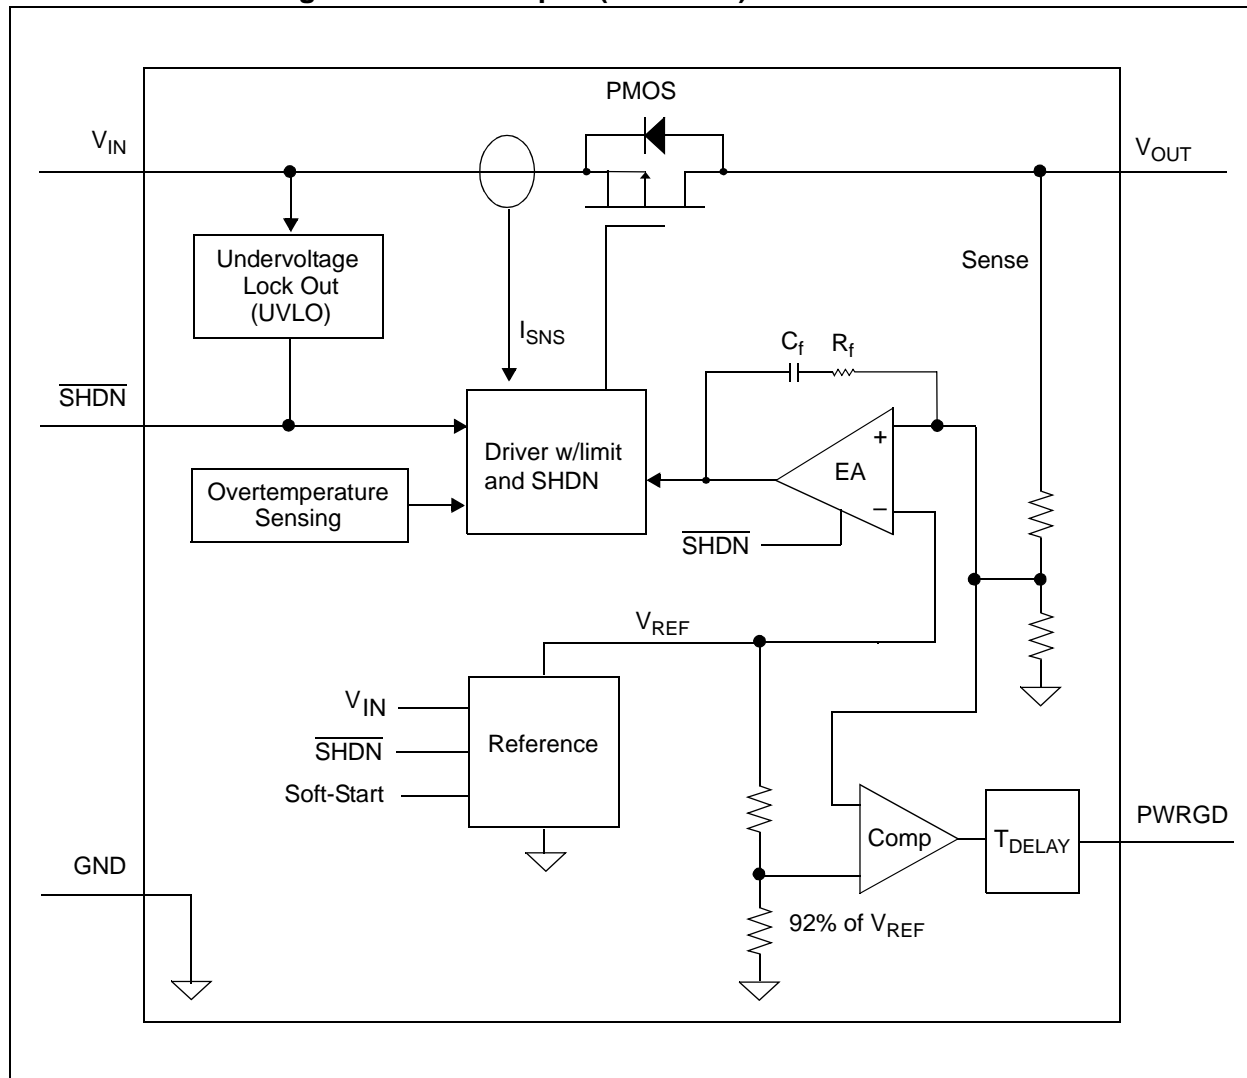 PMOS
V_IN
V_OUT
Undervoltage
Lock Out
(UVLO)
Sense
I_SNS
C_f
R_f
SHDN
Driver w/limit
and SHDN
+
EA
−
Overtemperature
Sensing
SHDN
V_REF
V_IN
SHDN
Soft-Start
Reference
Comp
T_DELAY
PWRGD
GND
92% of V_REF